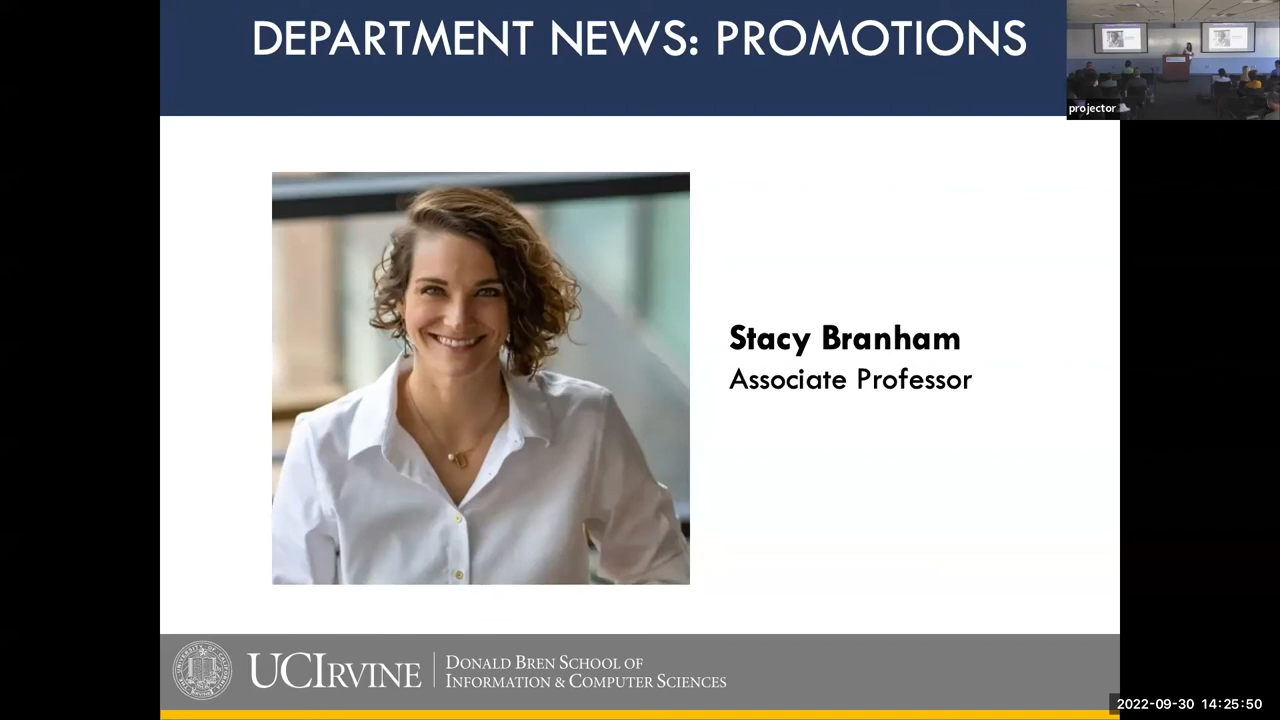 DEPARTMENT NEWS: PROMOTIONS
projector
Stacy Branham
Associate Professor
UCIRVINE
DONALD BREN SCHOOL OF
INFORMATION & COMPUTER SCIENCES
2022-09-30 14:25:50